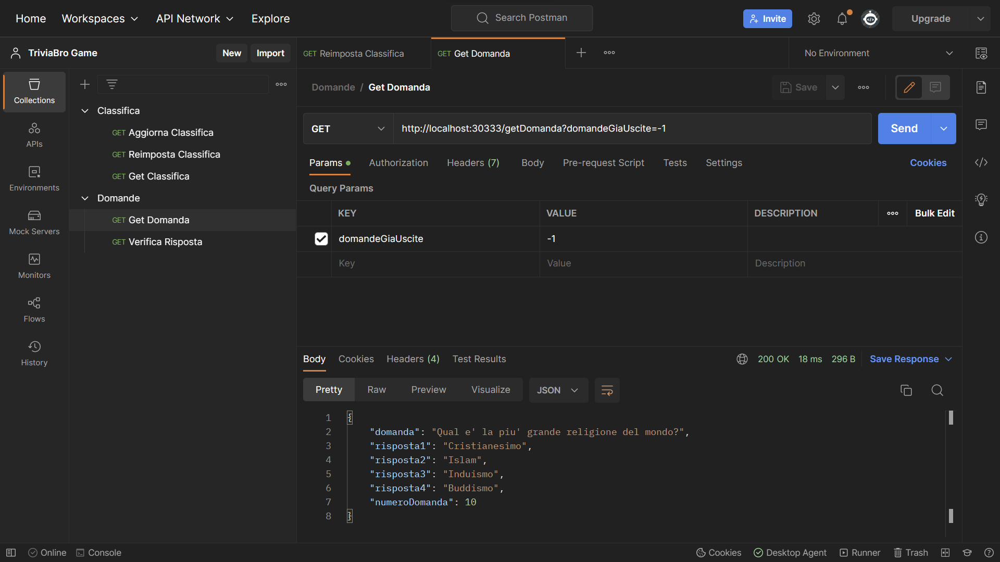 Home Workspaces API Network Explore Search Postman Invite Upgrade
TriviaBro Game New Import GET Reimposta Classifica GET Get Domanda No Environment
Collections
APIs
Environments
Mock Servers
Monitors
Flows
History
Classifica
GET Aggiorna Classifica
GET Reimposta Classifica
GET Get Classifica
Domande
GET Get Domanda
GET Verifica Risposta
Domande / Get Domanda Save
GET http://localhost:30333/getDomanda?domandeGiaUscite=-1 Send
Params Authorization Headers (7) Body Pre-request Script Tests Settings Cookies
Query Params
KEY VALUE DESCRIPTION Bulk Edit
domandeGiaUscite -1
Key Value Description
Body Cookies Headers (4) Test Results 200 OK 18 ms 296 B Save Response
Pretty Raw Preview Visualize JSON
1 {
2 "domanda": "Qual e' la piu' grande religione del mondo?",
3 "risposta1": "Cristianesimo",
4 "risposta2": "Islam",
5 "risposta3": "Induismo",
6 "risposta4": "Buddismo",
7 "numeroDomanda": 10
8 }
Online Console Cookies Desktop Agent Runner Trash